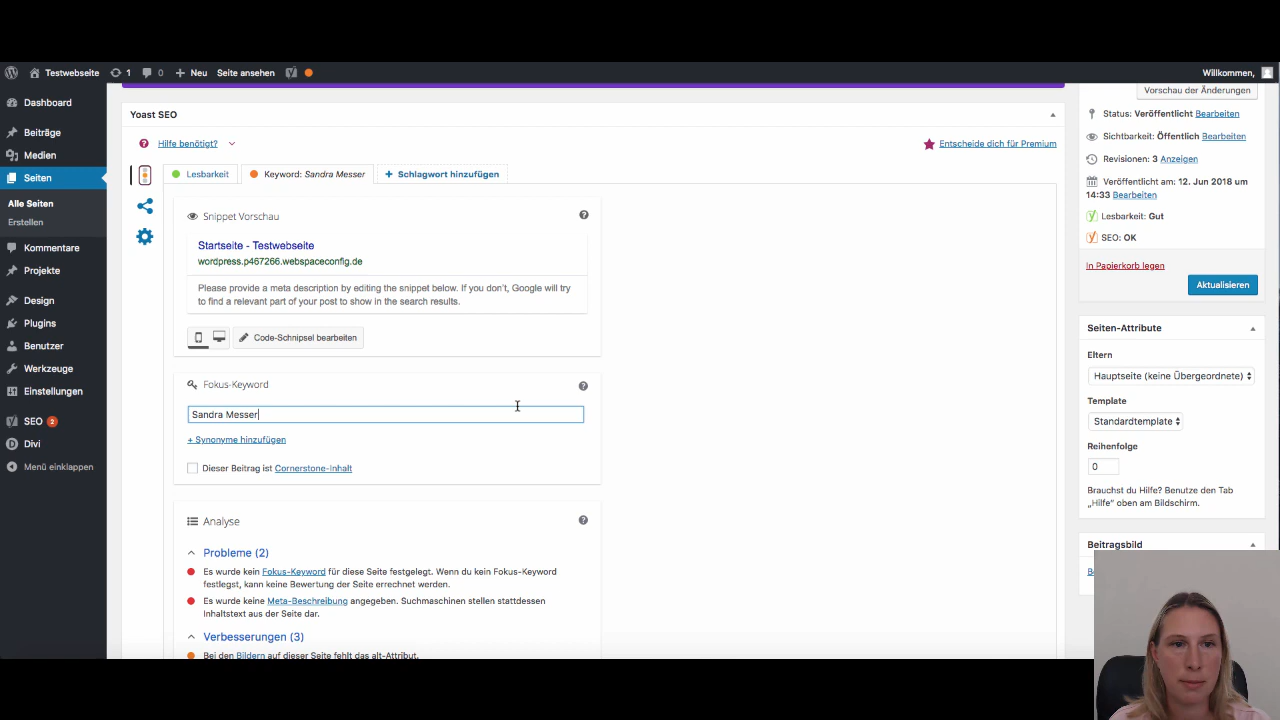 Testwebseite
1
0
Neu
Seite ansehen
Willkommen,
Dashboard
Beiträge
Medien
Seiten
Alle Seiten
Erstellen
Kommentare
Projekte
Design
Plugins
Benutzer
Werkzeuge
Einstellungen
SEO 2
Divi
Menü einklappen
Yoast SEO
Hilfe benötigt?
Entscheide dich für Premium
Lesbarkeit
Keyword: Sandra Messer
+ Schlagwort hinzufügen
Snippet Vorschau
Startseite - Testwebseite
wordpress.p467266.webspaceconfig.de
Please provide a meta description by editing the snippet below. If you don't, Google will try
to find a relevant part of your post to show in the search results.
Code-Schnipsel bearbeiten
Fokus-Keyword
Sandra Messer
+ Synonyme hinzufügen
Dieser Beitrag ist Cornerstone-Inhalt
Analyse
Probleme (2)
Es wurde kein Fokus-Keyword für diese Seite festgelegt. Wenn du kein Fokus-Keyword
festlegst, kann keine Bewertung der Seite errechnet werden.
Es wurde keine Meta-Beschreibung angegeben. Suchmaschinen stellen stattdessen
Inhaltstext aus der Seite dar.
Verbesserungen (3)
Bei den Bildern auf dieser Seite fehlt das alt-Attribut.
Vorschau der Änderungen
Status: Veröffentlicht Bearbeiten
Sichtbarkeit: Öffentlich Bearbeiten
Revisionen: 3 Anzeigen
Veröffentlicht am: 12. Jun 2018 um
14:33 Bearbeiten
Lesbarkeit: Gut
SEO: OK
In Papierkorb legen
Aktualisieren
Seiten-Attribute
Eltern
Hauptseite (keine Übergeordnete)
Template
Standardtemplate
Reihenfolge
0
Brauchst du Hilfe? Benutze den Tab
„Hilfe" oben am Bildschirm.
Beitragsbild